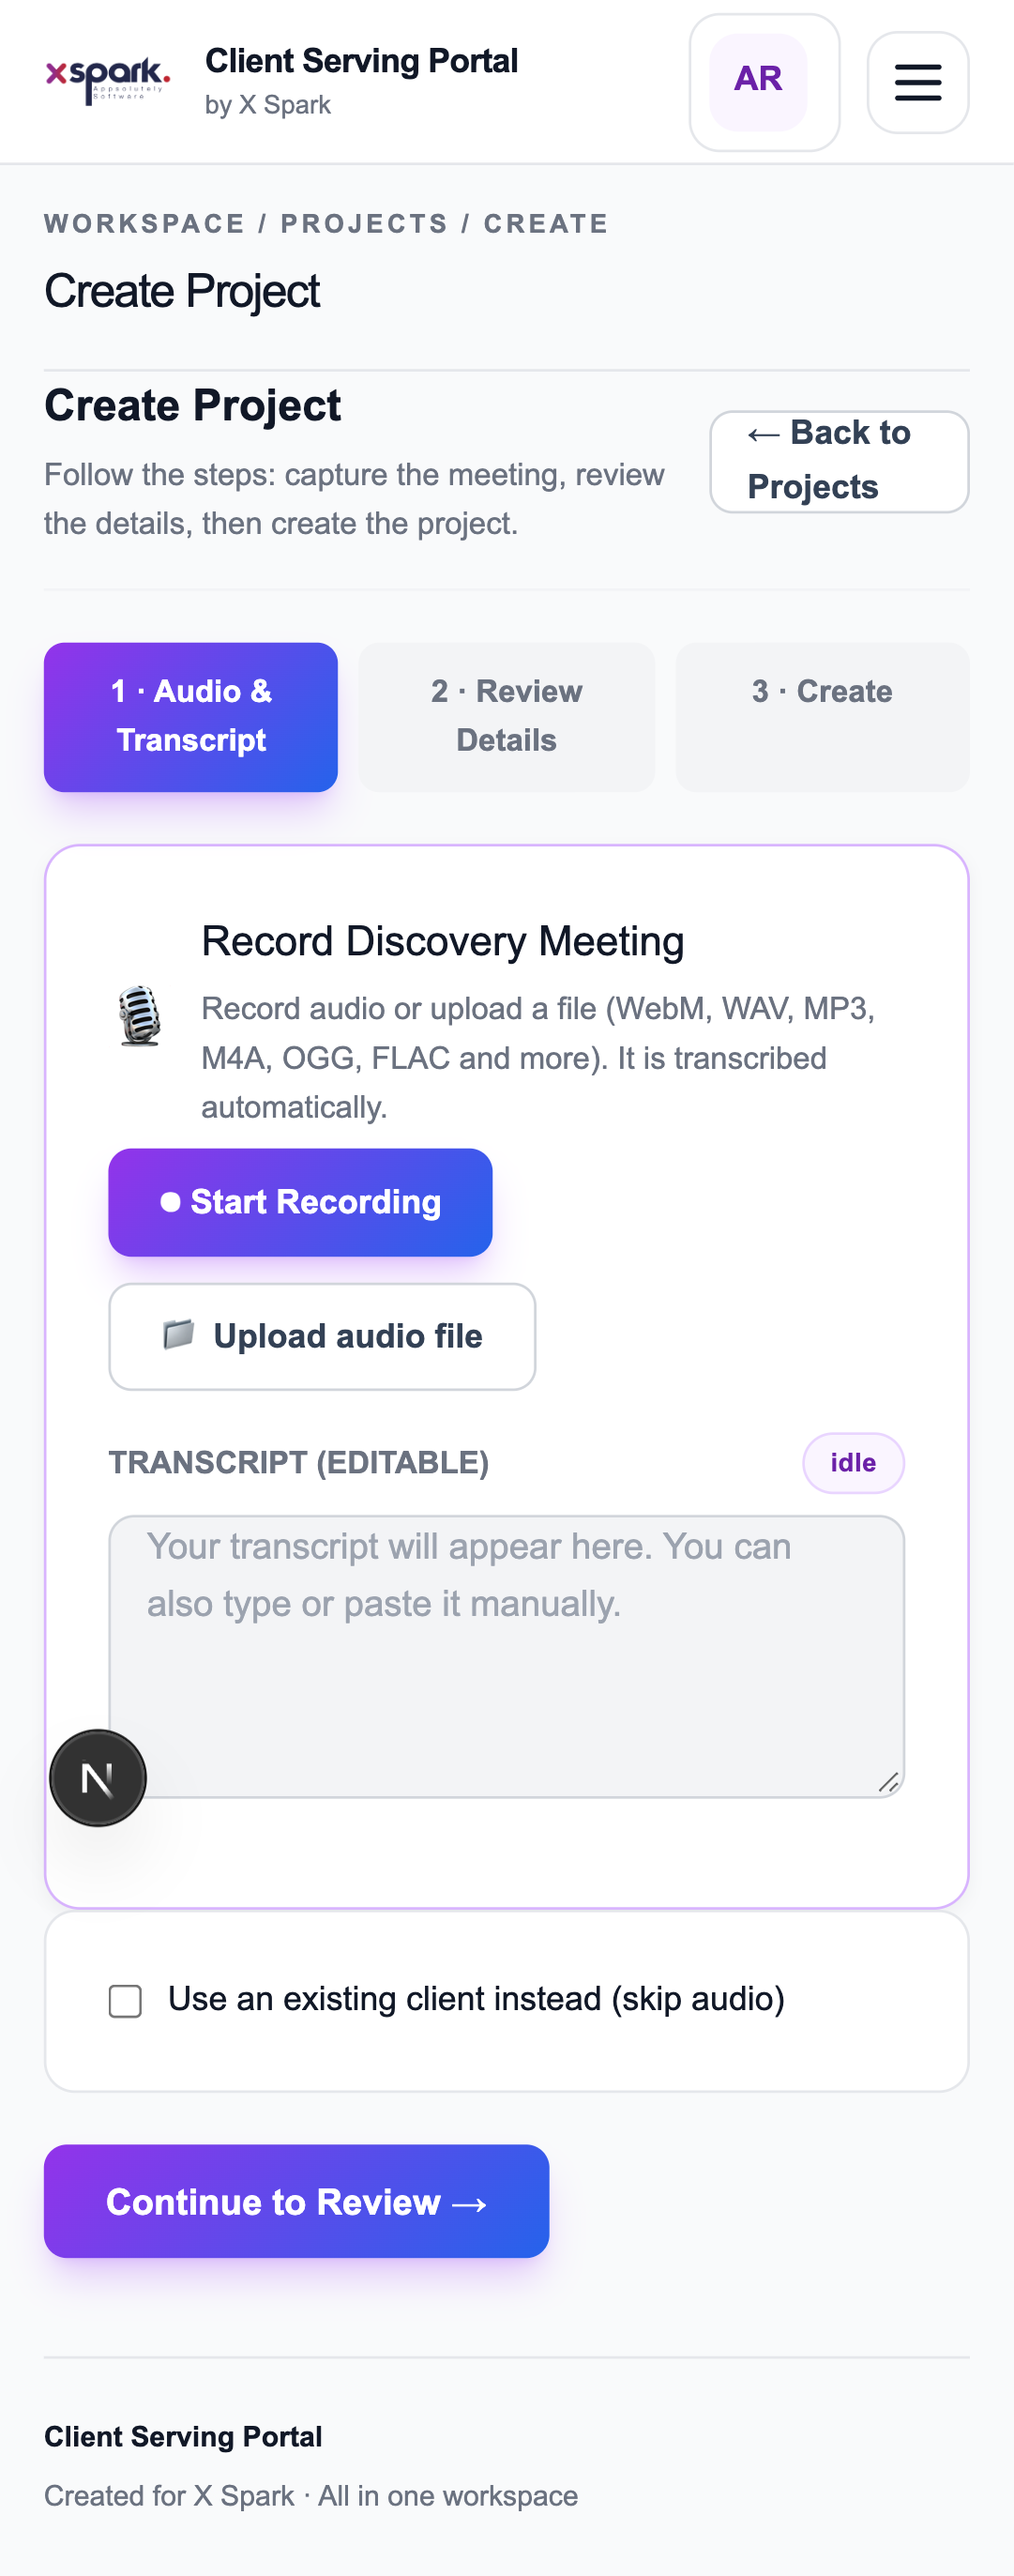 xspark.
Appsolutely
Software
Client Serving Portal
by X Spark
AR
WORKSPACE / PROJECTS / CREATE
Create Project
Create Project
Follow the steps: capture the meeting, review
the details, then create the project.
← Back to
Projects
1 · Audio &
Transcript
2 · Review
Details
3 · Create
Record Discovery Meeting
Record audio or upload a file (WebM, WAV, MP3,
M4A, OGG, FLAC and more). It is transcribed
automatically.
Start Recording
Upload audio file
TRANSCRIPT (EDITABLE)
idle
Your transcript will appear here. You can
also type or paste it manually.
N
Use an existing client instead (skip audio)
Continue to Review →
Client Serving Portal
Created for X Spark · All in one workspace